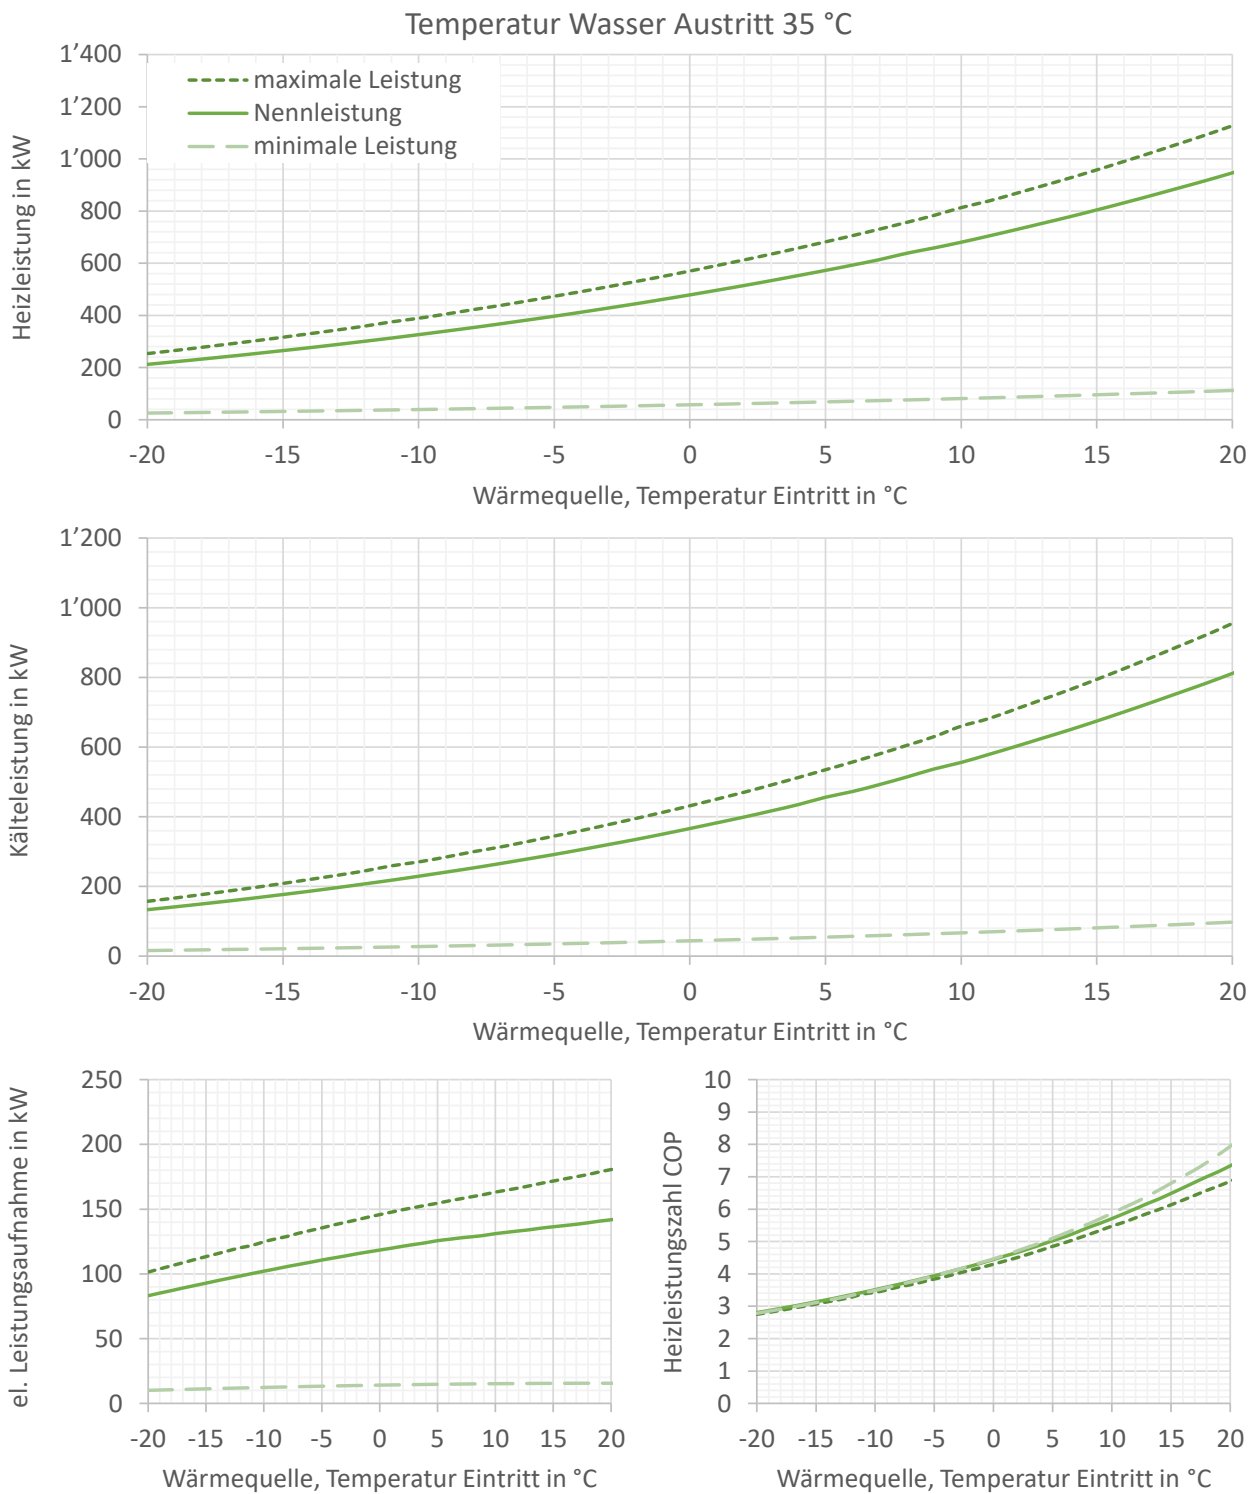 Temperatur Wasser Austritt 35 °C
Heizleistung in kW
1’400
1’200
1’000
800
600
400
200
0
maximale Leistung
Nennleistung
minimale Leistung
-20 -15 -10 -5 0 5 10 15 20
Wärmequelle, Temperatur Eintritt in °C
Kälteleistung in kW
1’200
1’000
800
600
400
200
0
-20 -15 -10 -5 0 5 10 15 20
Wärmequelle, Temperatur Eintritt in °C
el. Leistungsaufnahme in kW
250
200
150
100
50
0
-20 -15 -10 -5 0 5 10 15 20
Wärmequelle, Temperatur Eintritt in °C
Heizleistungszahl COP
10
9
8
7
6
5
4
3
2
1
0
-20 -15 -10 -5 0 5 10 15 20
Wärmequelle, Temperatur Eintritt in °C